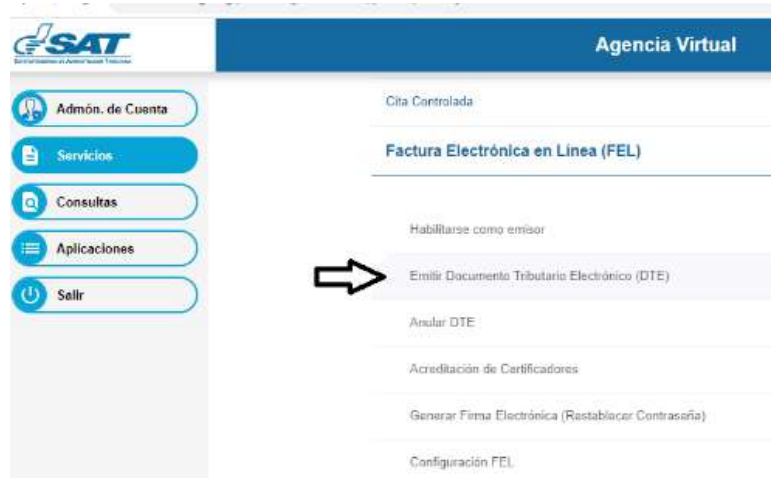 SAT
Agencia Virtual
Admón. de Cuenta
Servicios
Consultas
Aplicaciones
Salir
Cita Controlada
Factura Electrónica en Línea (FEL)
Habilitarse como emisor
Emitir Documento Tributario Electrónico (DTE)
Anular DTE
Acreditación de Certificadores
Generar Firma Electrónica (Restablecer Contraseña)
Configuración FEL